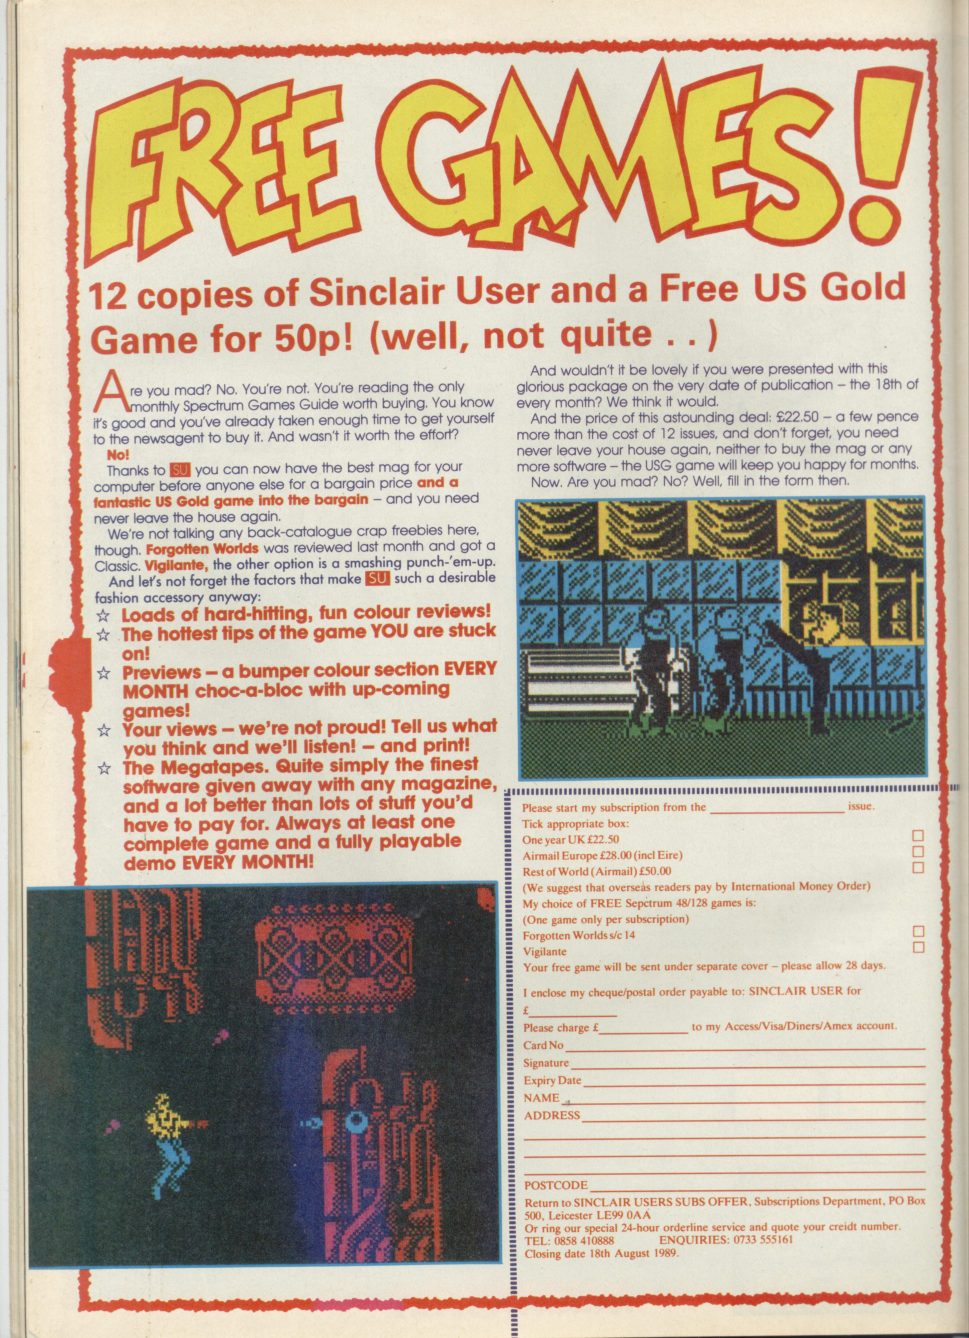 FREE GAMES!
12 copies of Sinclair User and a Free US Gold
Game for 50p! (well, not quite . . )
Are you mad? No. You're not. You're reading the only
monthly Spectrum Games Guide worth buying. You know
it's good and you've already taken enough time to get yourself
to the newsagent to buy it. And wasn't it worth the effort?
No!
Thanks to SU you can now have the best mag for your
computer before anyone else for a bargain price and a
fantastic US Gold game into the bargain – and you need
never leave the house again.
We're not talking any back-catalogue crap freebies here,
though. Forgotten Worlds was reviewed last month and got a
Classic. Vigilante, the other option is a smashing punch-'em-up.
And let's not forget the factors that make SU such a desirable
fashion accessory anyway:
☆ Loads of hard-hitting, fun colour reviews!
☆ The hottest tips of the game YOU are stuck
on!
☆ Previews – a bumper colour section EVERY
MONTH choc-a-bloc with up-coming
games!
☆ Your views – we're not proud! Tell us what
you think and we'll listen! – and print!
☆ The Megatapes. Quite simply the finest
software given away with any magazine,
and a lot better than lots of stuff you'd
have to pay for. Always at least one
complete game and a fully playable
demo EVERY MONTH!
And wouldn't it be lovely if you were presented with this
glorious package on the very date of publication – the 18th of
every month? We think it would.
And the price of this astounding deal: £22.50 – a few pence
more than the cost of 12 issues, and don't forget, you need
never leave your house again, neither to buy the mag or any
more software – the USG game will keep you happy for months.
Now. Are you mad? No? Well, fill in the form then.
Please start my subscription from the issue.
Tick appropriate box:
One year UK £22.50
Airmail Europe £28.00 (incl Eire)
Rest of World (Airmail) £50.00
(We suggest that overseas readers pay by International Money Order)
My choice of FREE Sepctrum 48/128 games is:
(One game only per subscription)
Forgotten Worlds s/c 14
Vigilante
Your free game will be sent under separate cover – please allow 28 days.
I enclose my cheque/postal order payable to: SINCLAIR USER for
£
Please charge £ to my Access/Visa/Diners/Amex account.
Card No
Signature
Expiry Date
NAME
ADDRESS
POSTCODE
Return to SINCLAIR USERS SUBS OFFER, Subscriptions Department, PO Box
500, Leicester LE99 0AA
Or ring our special 24-hour orderline service and quote your creidt number.
TEL: 0858 410888 ENQUIRIES: 0733 555161
Closing date 18th August 1989.